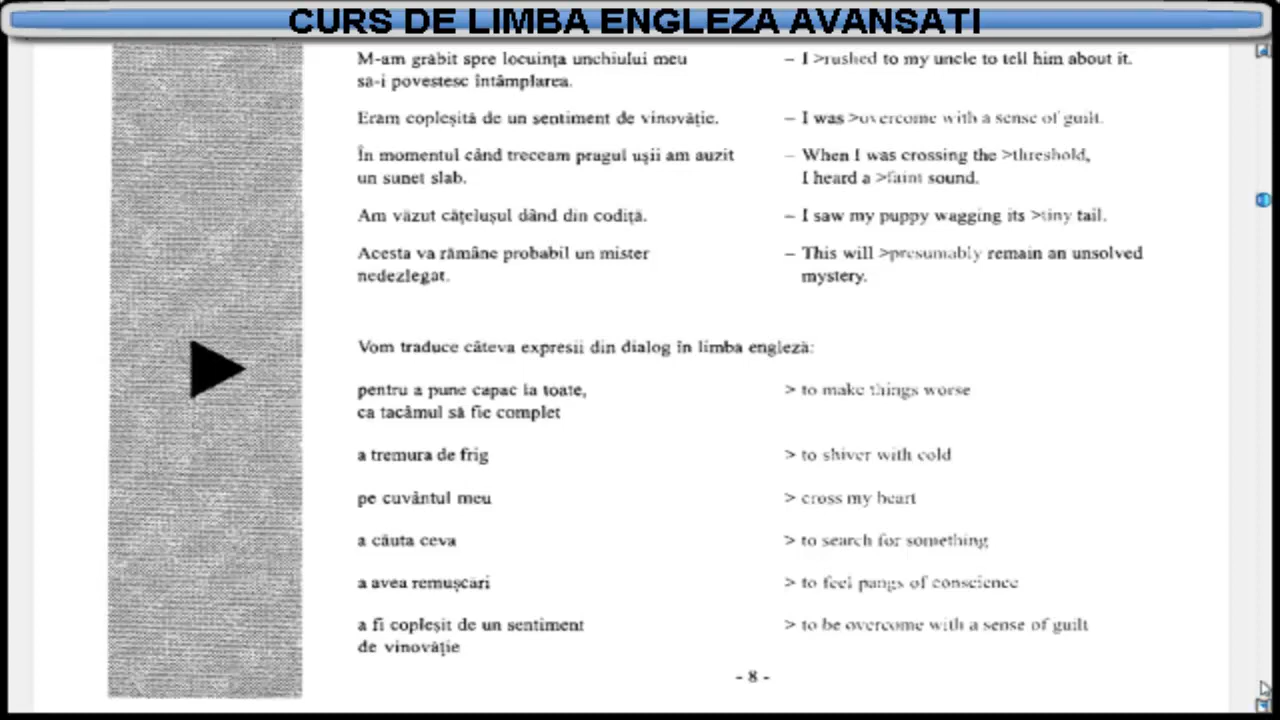 CURS DE LIMBA ENGLEZA AVANSATI
M-am grăbit spre locuința unchiului meu – I >rushed to my uncle to tell him about it.
să-i povestesc întâmplarea.
Eram copleșită de un sentiment de vinovăție. – I was >overcome with a sense of guilt.
În momentul când treceam pragul ușii am auzit – When I was crossing the >threshold,
un sunet slab. I heard a >faint sound.
Am văzut cățelușul dând din codiță. – I saw my puppy wagging its >tiny tail.
Acesta va rămâne probabil un mister – This will >presumably remain an unsolved
nedezlegat. mystery.
Vom traduce câteva expresii din dialog în limba engleză:
pentru a pune capac la toate, > to make things worse
ca tacâmul să fie complet
a tremura de frig > to shiver with cold
pe cuvântul meu > cross my heart
a căuta ceva > to search for something
a avea remușcări > to feel pangs of conscience
a fi copleșit de un sentiment > to be overcome with a sense of guilt
de vinovăție
- 8 -